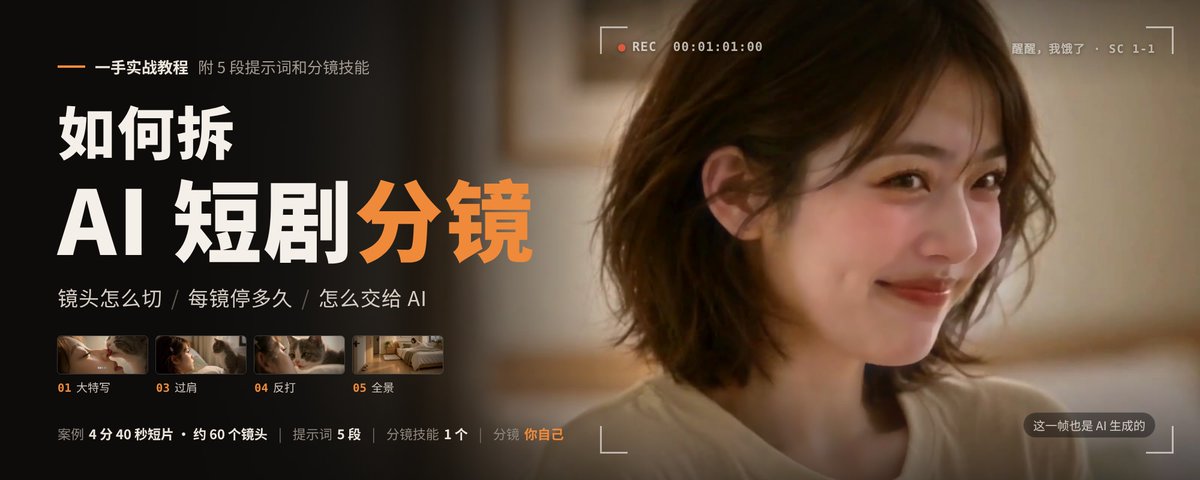 一手实战教程 附 5 段提示词和分镜技能
如何拆
AI 短剧分镜
镜头怎么切 / 每镜停多久 / 怎么交给 AI
01 大特写
03 过肩
04 反打
05 全景
案例 4 分 40 秒短片 · 约 60 个镜头 | 提示词 5 段 | 分镜技能 1 个 | 分镜 你自己
REC 00:01:01:00
醒醒，我饿了 · SC 1-1
这一帧也是 AI 生成的